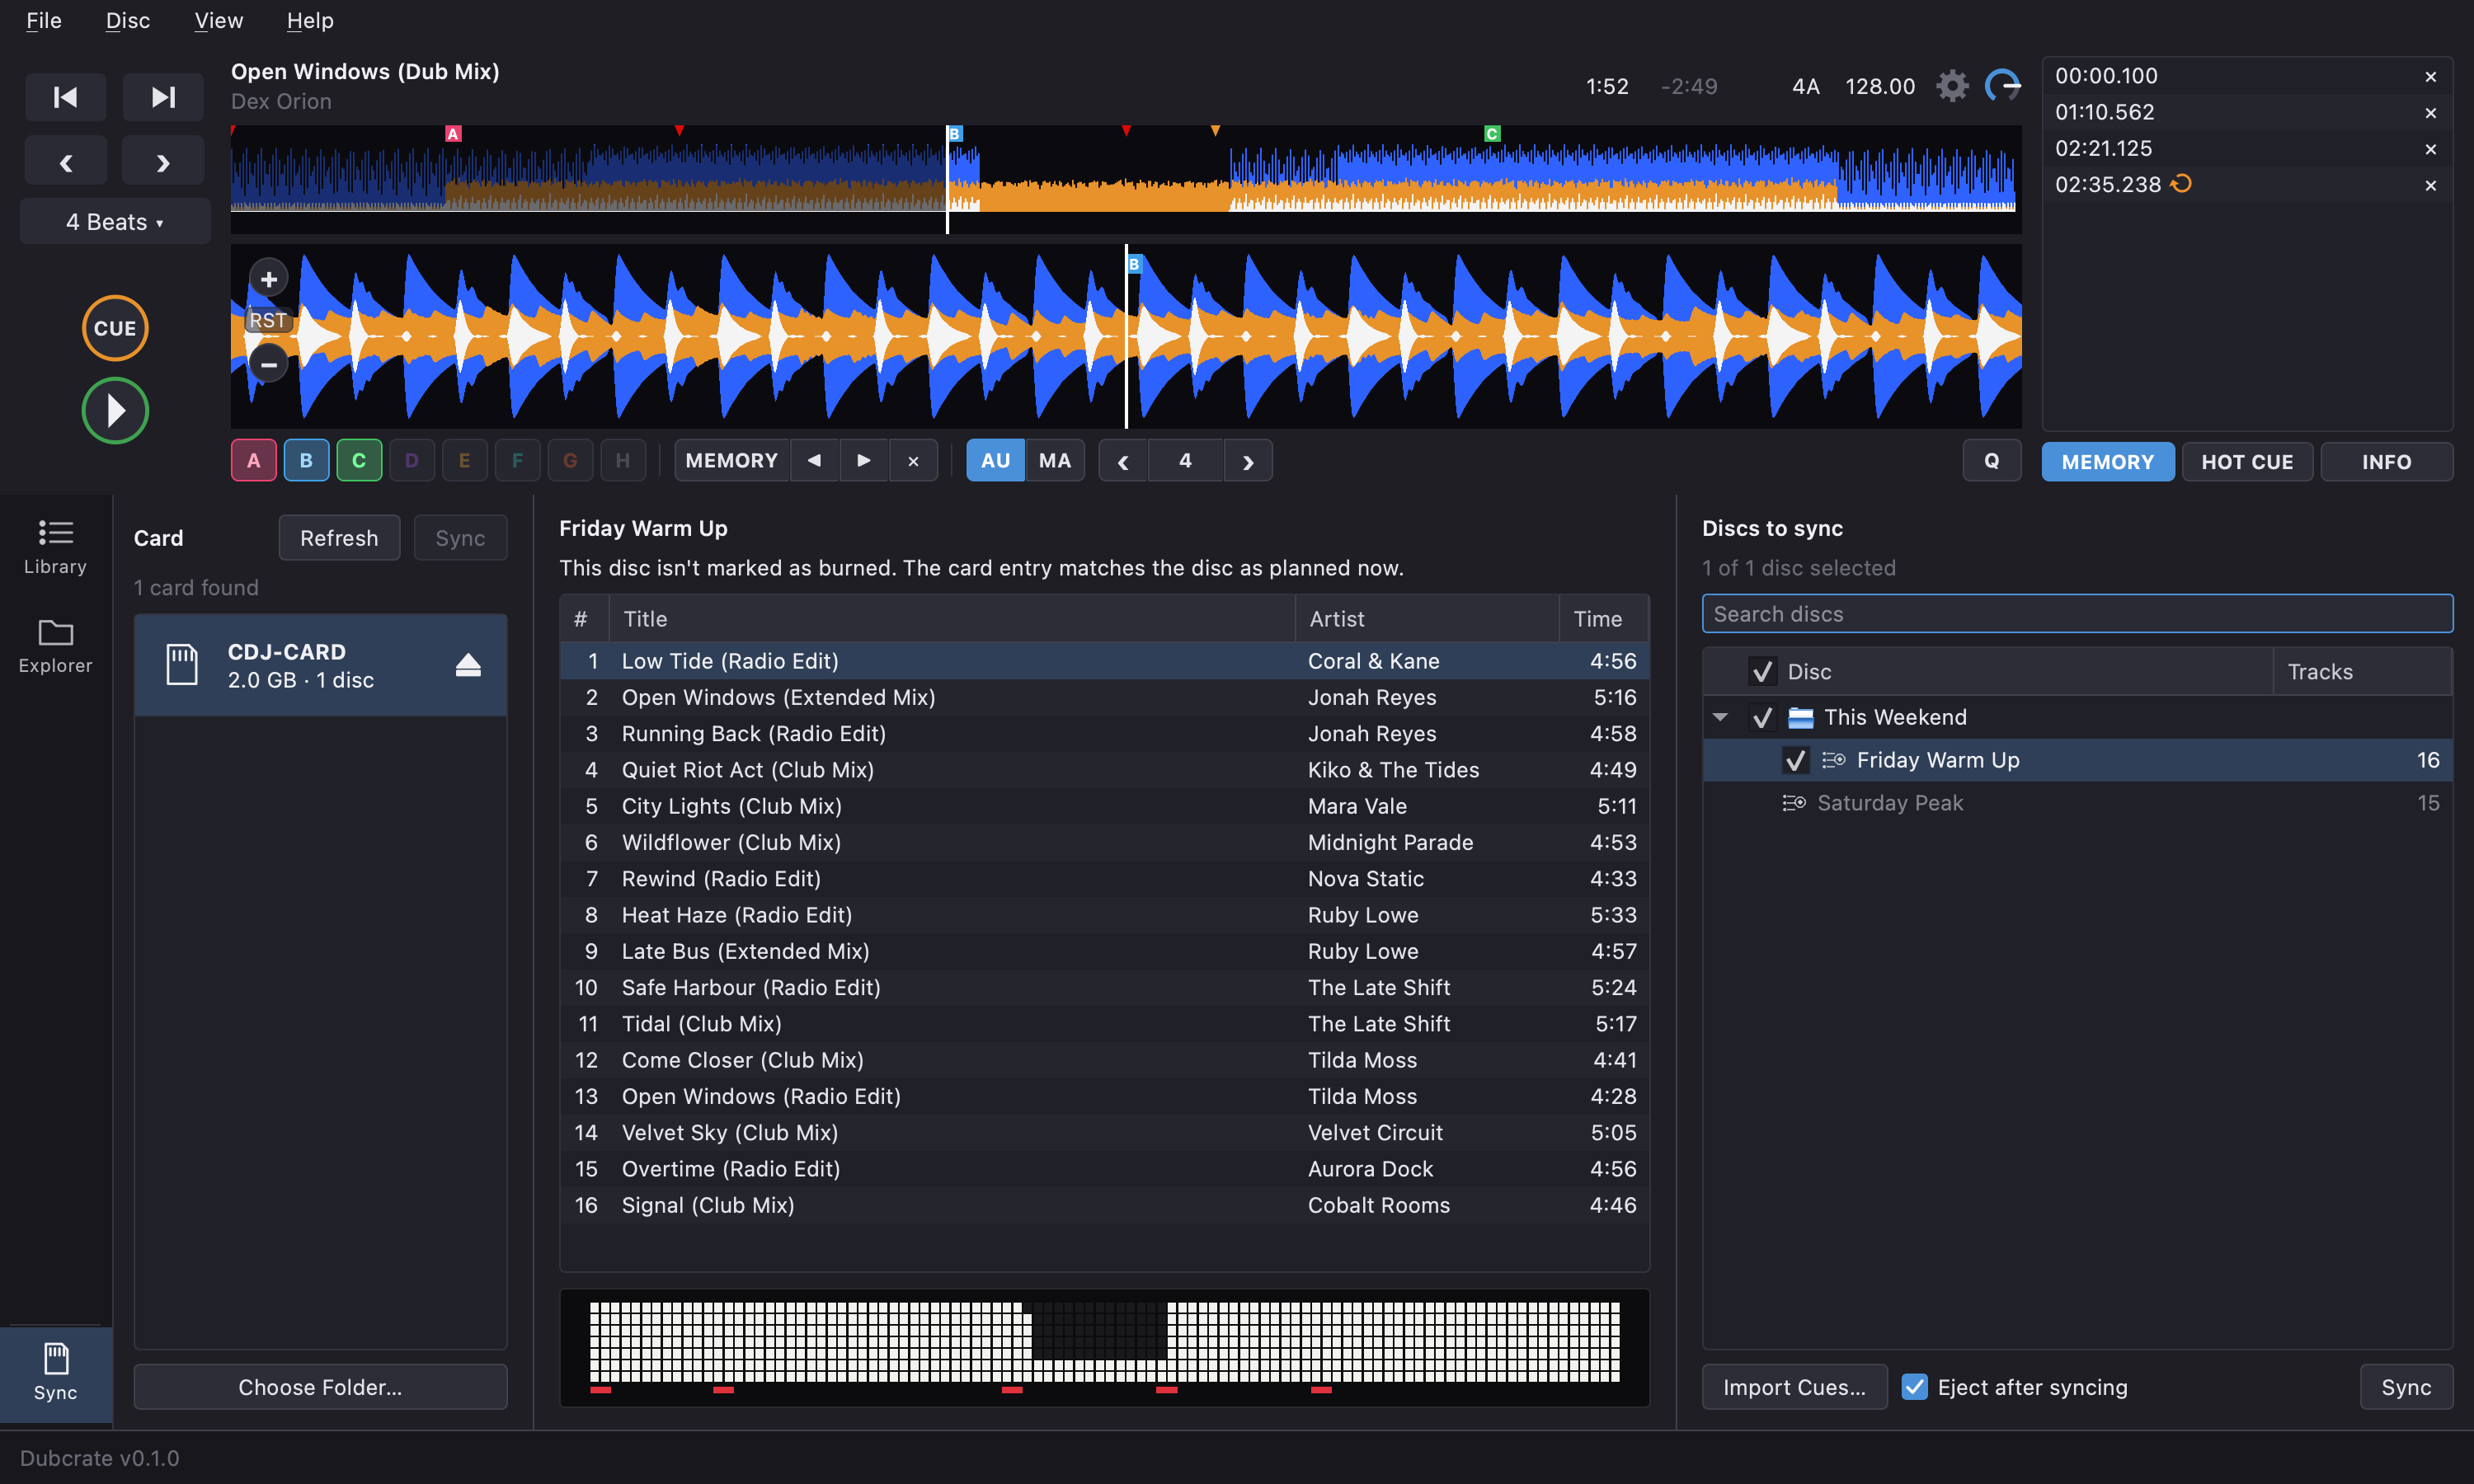 File Disc View Help
Open Windows (Dub Mix)
Dex Orion
1:52 -2:49 4A 128.00
00:00.100 ×
01:10.562 ×
02:21.125 ×
02:35.238 ×
4 Beats ▾
A B C
CUE
+
RST
−
B
A B C D E F G H MEMORY ◀ ▶ × AU MA ‹ 4 › Q
MEMORY HOT CUE INFO
Library
Explorer
Sync
Card Refresh Sync
1 card found
CDJ-CARD
2.0 GB · 1 disc
Choose Folder...
Friday Warm Up
This disc isn't marked as burned. The card entry matches the disc as planned now.
# Title Artist Time
1 Low Tide (Radio Edit) Coral & Kane 4:56
2 Open Windows (Extended Mix) Jonah Reyes 5:16
3 Running Back (Radio Edit) Jonah Reyes 4:58
4 Quiet Riot Act (Club Mix) Kiko & The Tides 4:49
5 City Lights (Club Mix) Mara Vale 5:11
6 Wildflower (Club Mix) Midnight Parade 4:53
7 Rewind (Radio Edit) Nova Static 4:33
8 Heat Haze (Radio Edit) Ruby Lowe 5:33
9 Late Bus (Extended Mix) Ruby Lowe 4:57
10 Safe Harbour (Radio Edit) The Late Shift 5:24
11 Tidal (Club Mix) The Late Shift 5:17
12 Come Closer (Club Mix) Tilda Moss 4:41
13 Open Windows (Radio Edit) Tilda Moss 4:28
14 Velvet Sky (Club Mix) Velvet Circuit 5:05
15 Overtime (Radio Edit) Aurora Dock 4:56
16 Signal (Club Mix) Cobalt Rooms 4:46
Discs to sync
1 of 1 disc selected
Search discs
Disc Tracks
This Weekend
Friday Warm Up 16
Saturday Peak 15
Import Cues... Eject after syncing Sync
Dubcrate v0.1.0